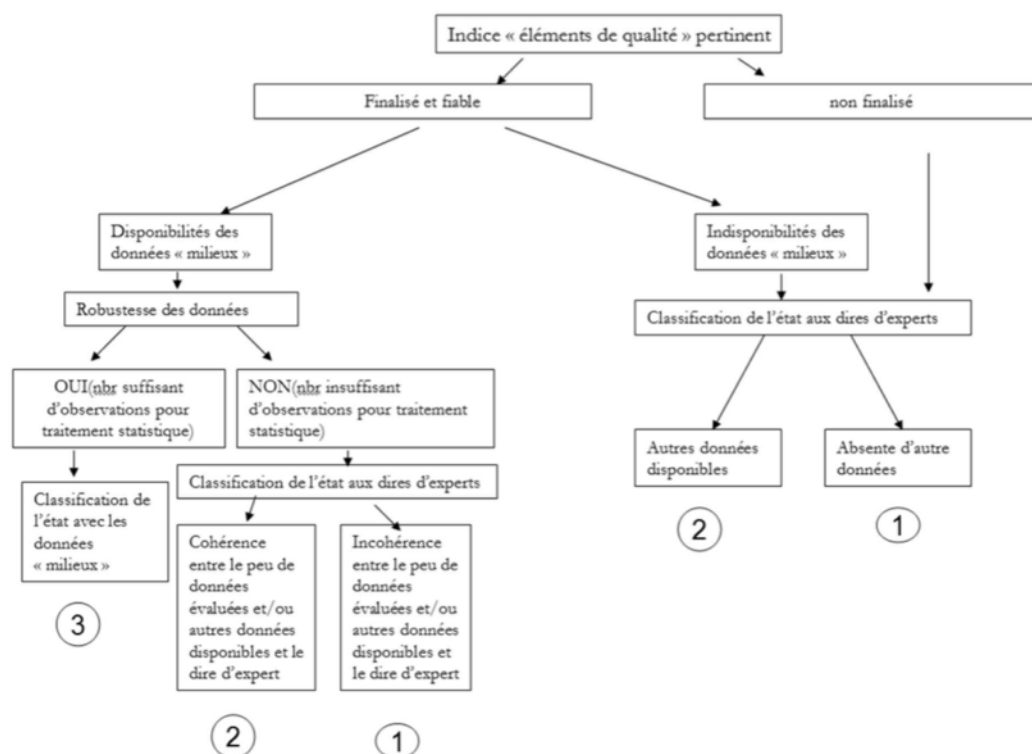 Indice « éléments de qualité » pertinent
Finalisé et fiable
non finalisé
Disponibilités des
données « milieux »
Indisponibilités des
données « milieux »
Robustesse des données
Classification de l'état aux dires d'experts
OUI(nbr suffisant
d'observations pour
traitement statistique)
NON(nbr insuffisant
d'observations pour traitement
statistique)
Autres données
disponibles
Absente d'autre
données
Classification de l'état aux dires d'experts
Classification de
l'état avec les
données
« milieux »
2
1
Cohérence
entre le peu de
données
évaluées et/ou
autres données
disponibles et le
dire d'expert
Incohérence
entre le peu de
données
évaluées et/ou
autres données
disponibles et
le dire d'expert
3
2
1